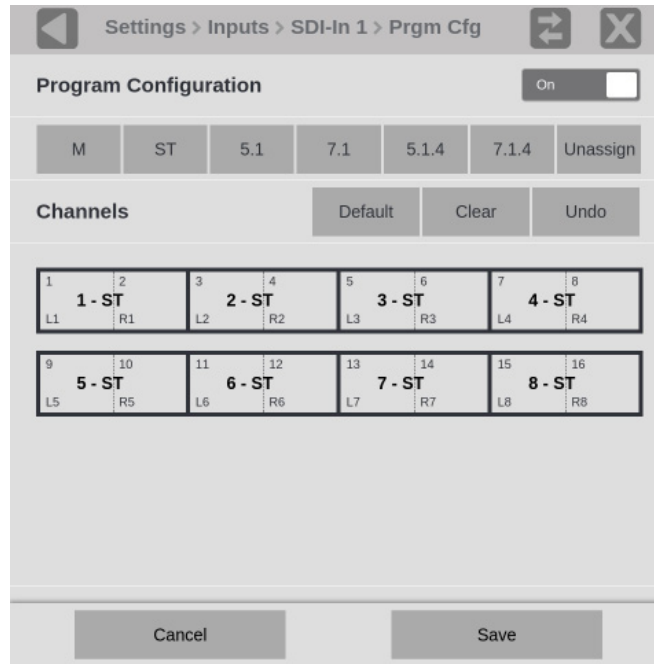 Settings > Inputs > SDI-In 1 > Prgm Cfg
Program Configuration On
M ST 5.1 7.1 5.1.4 7.1.4 Unassign
Channels Default Clear Undo
1 2 3 4 5 6 7 8
1 - ST 2 - ST 3 - ST 4 - ST
L1 R1 L2 R2 L3 R3 L4 R4
9 10 11 12 13 14 15 16
5 - ST 6 - ST 7 - ST 8 - ST
L5 R5 L6 R6 L7 R7 L8 R8
Cancel Save